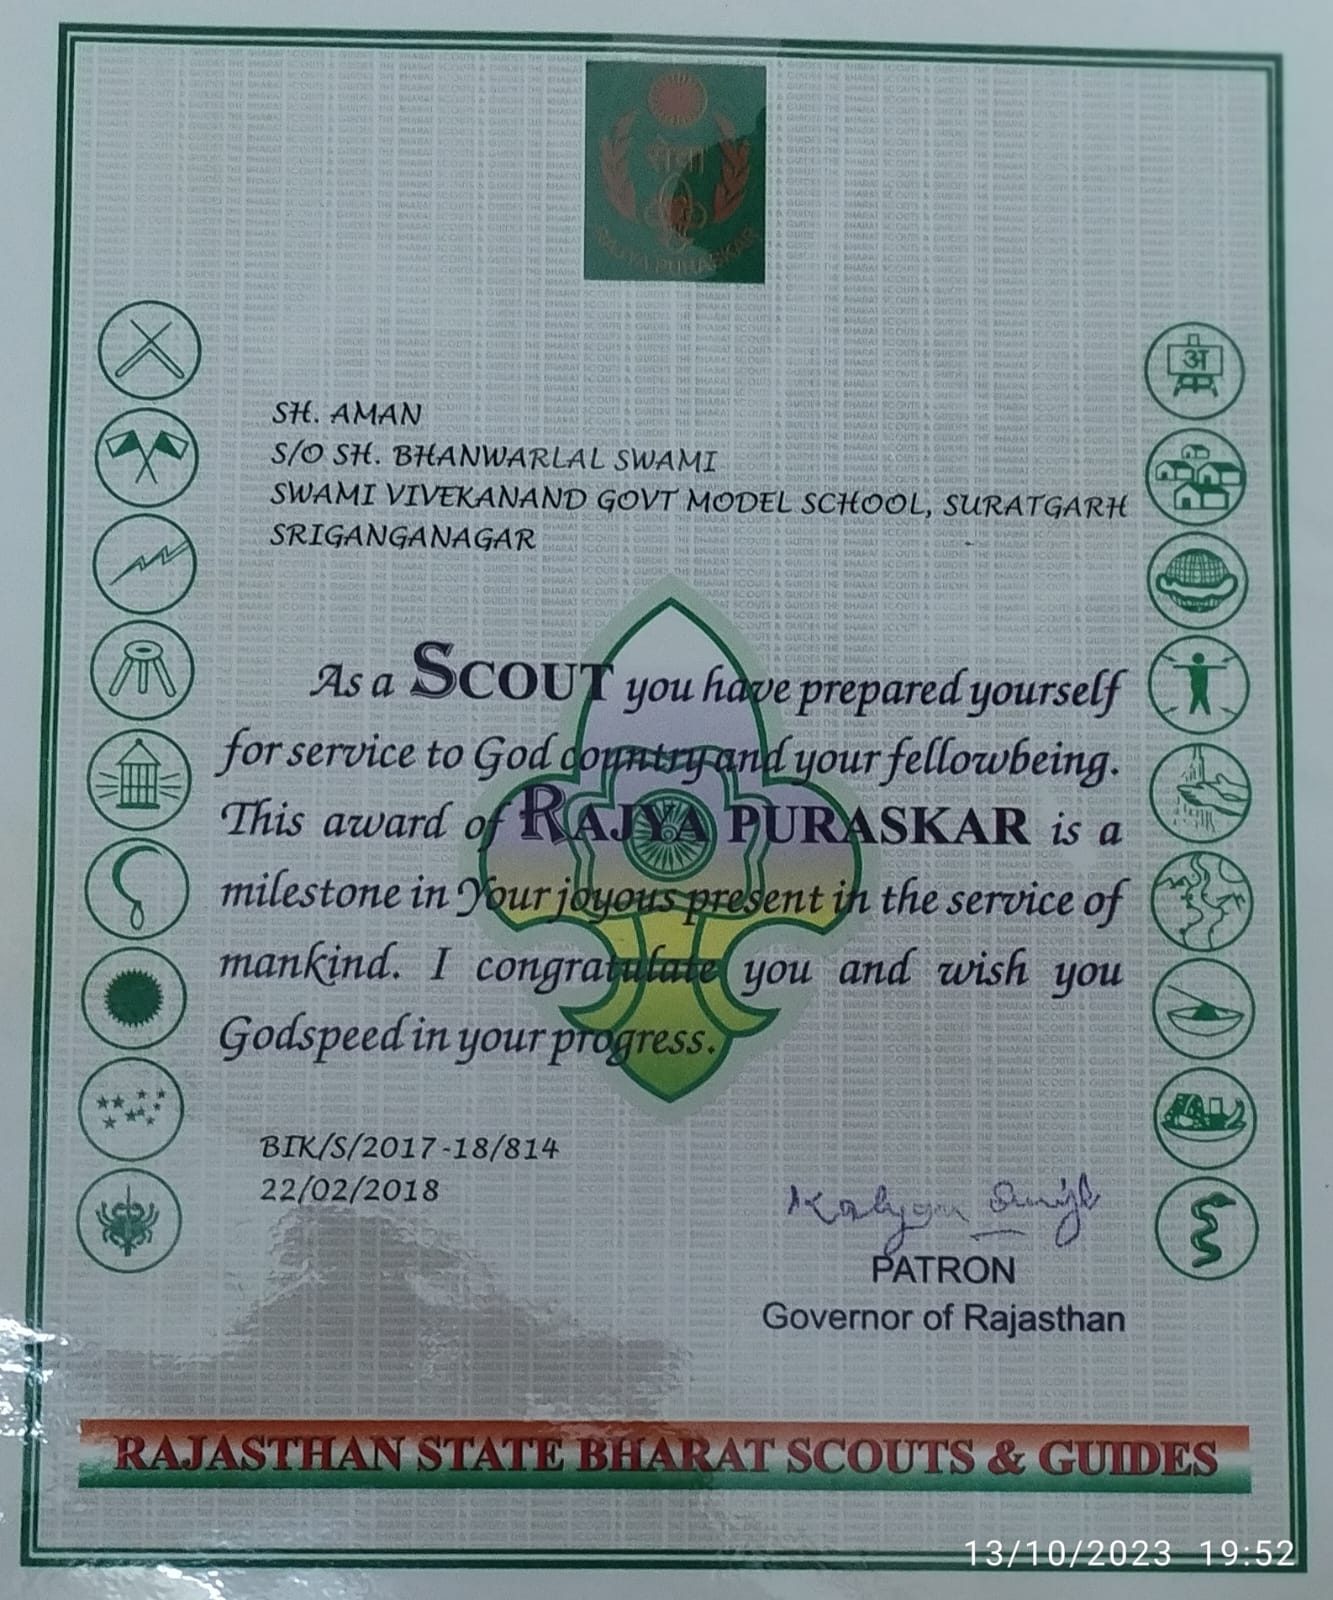 सेवा
RAJYA PURASKAR
अ
SH. AMAN
S/O SH. BHANWARLAL SWAMI
SWAMI VIVEKANAND GOVT MODEL SCHOOL, SURATGARH
SRIGANGANAGAR
As a SCOUT you have prepared yourself
for service to God country and your fellowbeing.
This award of RAJYA PURASKAR is a
milestone in Your joyous present in the service of
mankind. I congratulate you and wish you
Godspeed in your progress.
BIK/S/2017-18/814
22/02/2018
Kalyan Singh
PATRON
Governor of Rajasthan
RAJASTHAN STATE BHARAT SCOUTS & GUIDES
13/10/2023 19:52